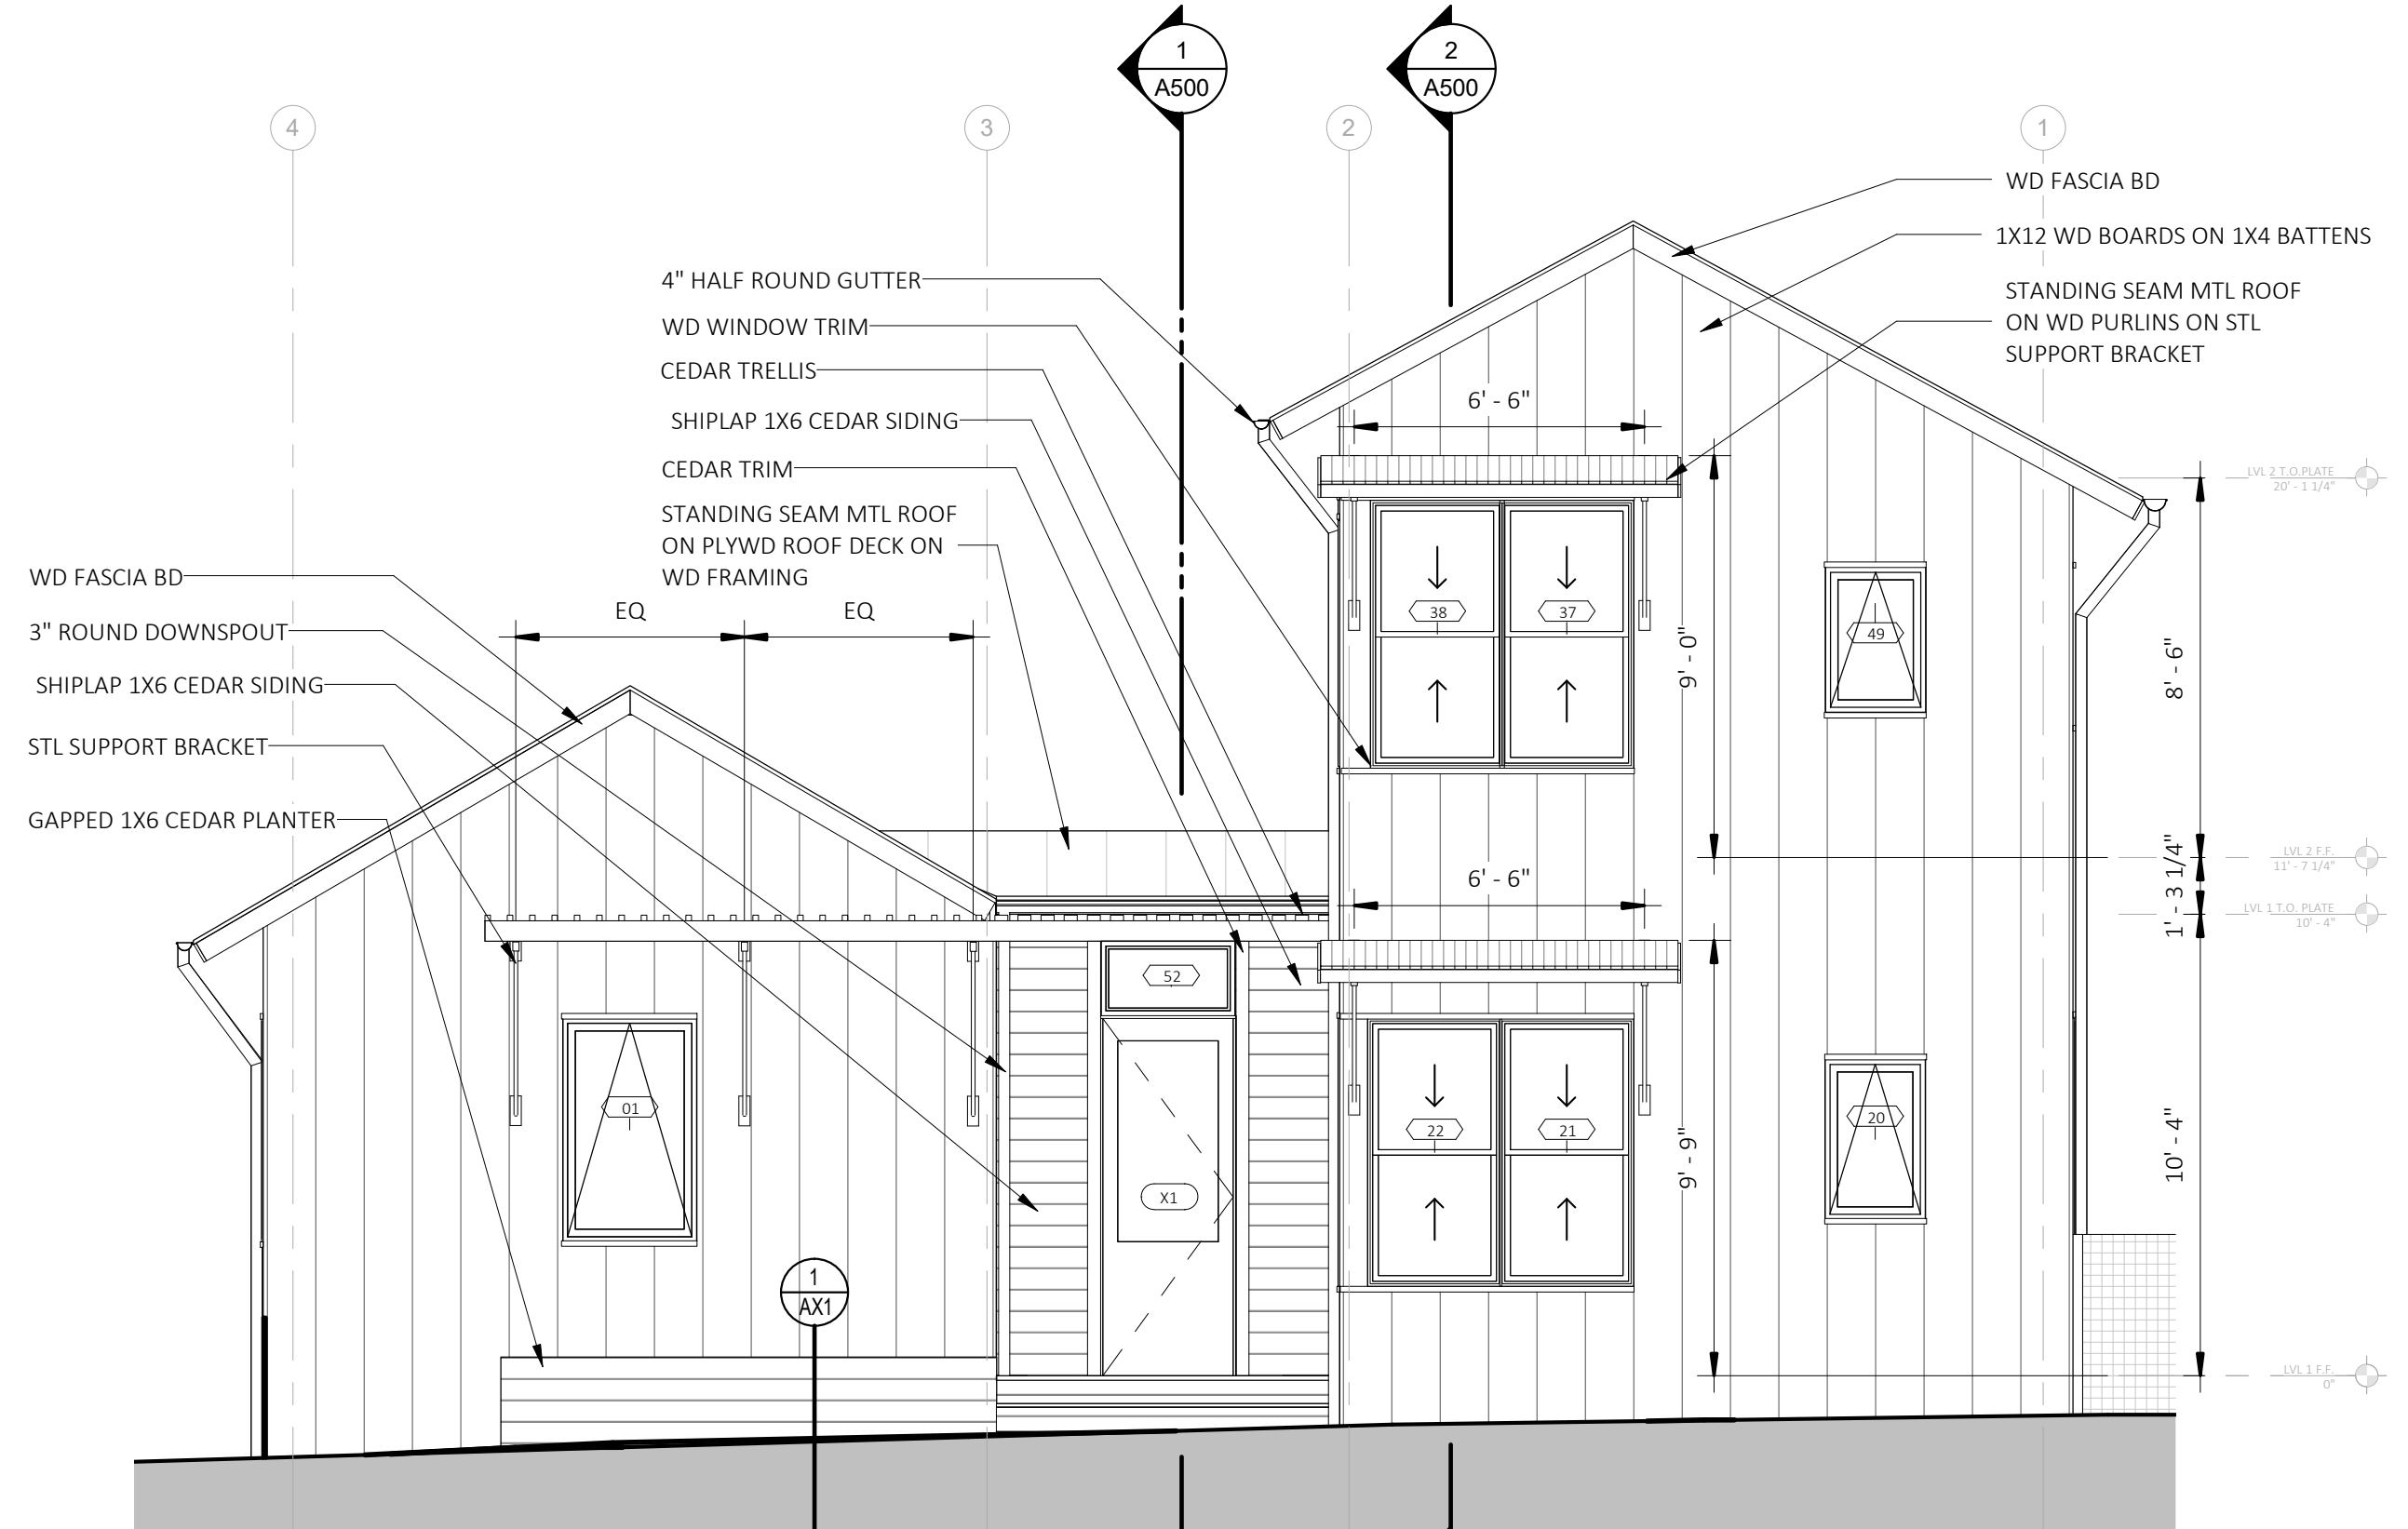 1
A500
2
A500
4
3
2
1
WD FASCIA BD
1X12 WD BOARDS ON 1X4 BATTENS
STANDING SEAM MTL ROOF
ON WD PURLINS ON STL
SUPPORT BRACKET
4" HALF ROUND GUTTER
WD WINDOW TRIM
CEDAR TRELLIS
SHIPLAP 1X6 CEDAR SIDING
CEDAR TRIM
STANDING SEAM MTL ROOF
ON PLYWD ROOF DECK ON
WD FRAMING
WD FASCIA BD
3" ROUND DOWNSPOUT
SHIPLAP 1X6 CEDAR SIDING
STL SUPPORT BRACKET
GAPPED 1X6 CEDAR PLANTER
EQ
EQ
6' - 6"
38
37
49
9' - 0"
8' - 6"
LVL 2 T.O.PLATE
20' - 1 1/4"
LVL 2 F.F.
11' - 7 1/4"
1' - 3 1/4"
LVL 1 T.O. PLATE
10' - 4"
6' - 6"
52
01
X1
22
21
20
9' - 9"
10' - 4"
1
AX1
LVL 1 F.F.
0"